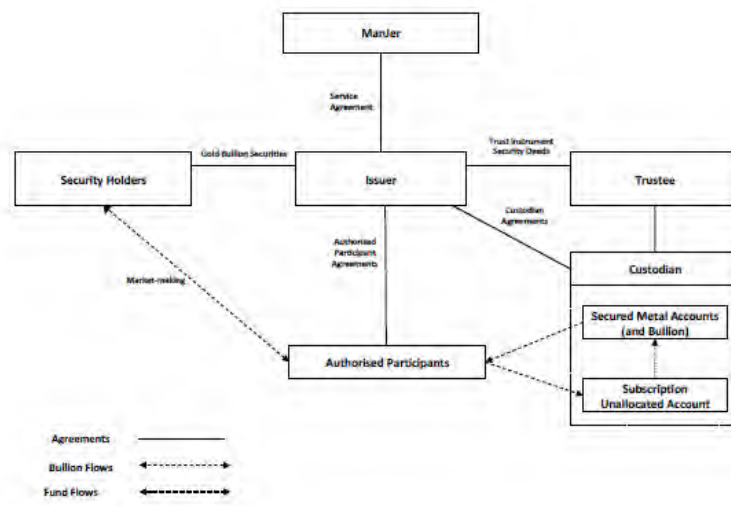 ManJer
Service
Agreement
Gold Bullion Securities
Trust Instrument
Security Deeds
Security Holders
Issuer
Trustee
Custodian
Agreements
Authorised
Participant
Agreements
Custodian
Market-making
Secured Metal Accounts
(and Bullion)
Authorised Participants
Subscription
Unallocated Account
Agreements
Bullion Flows
Fund Flows